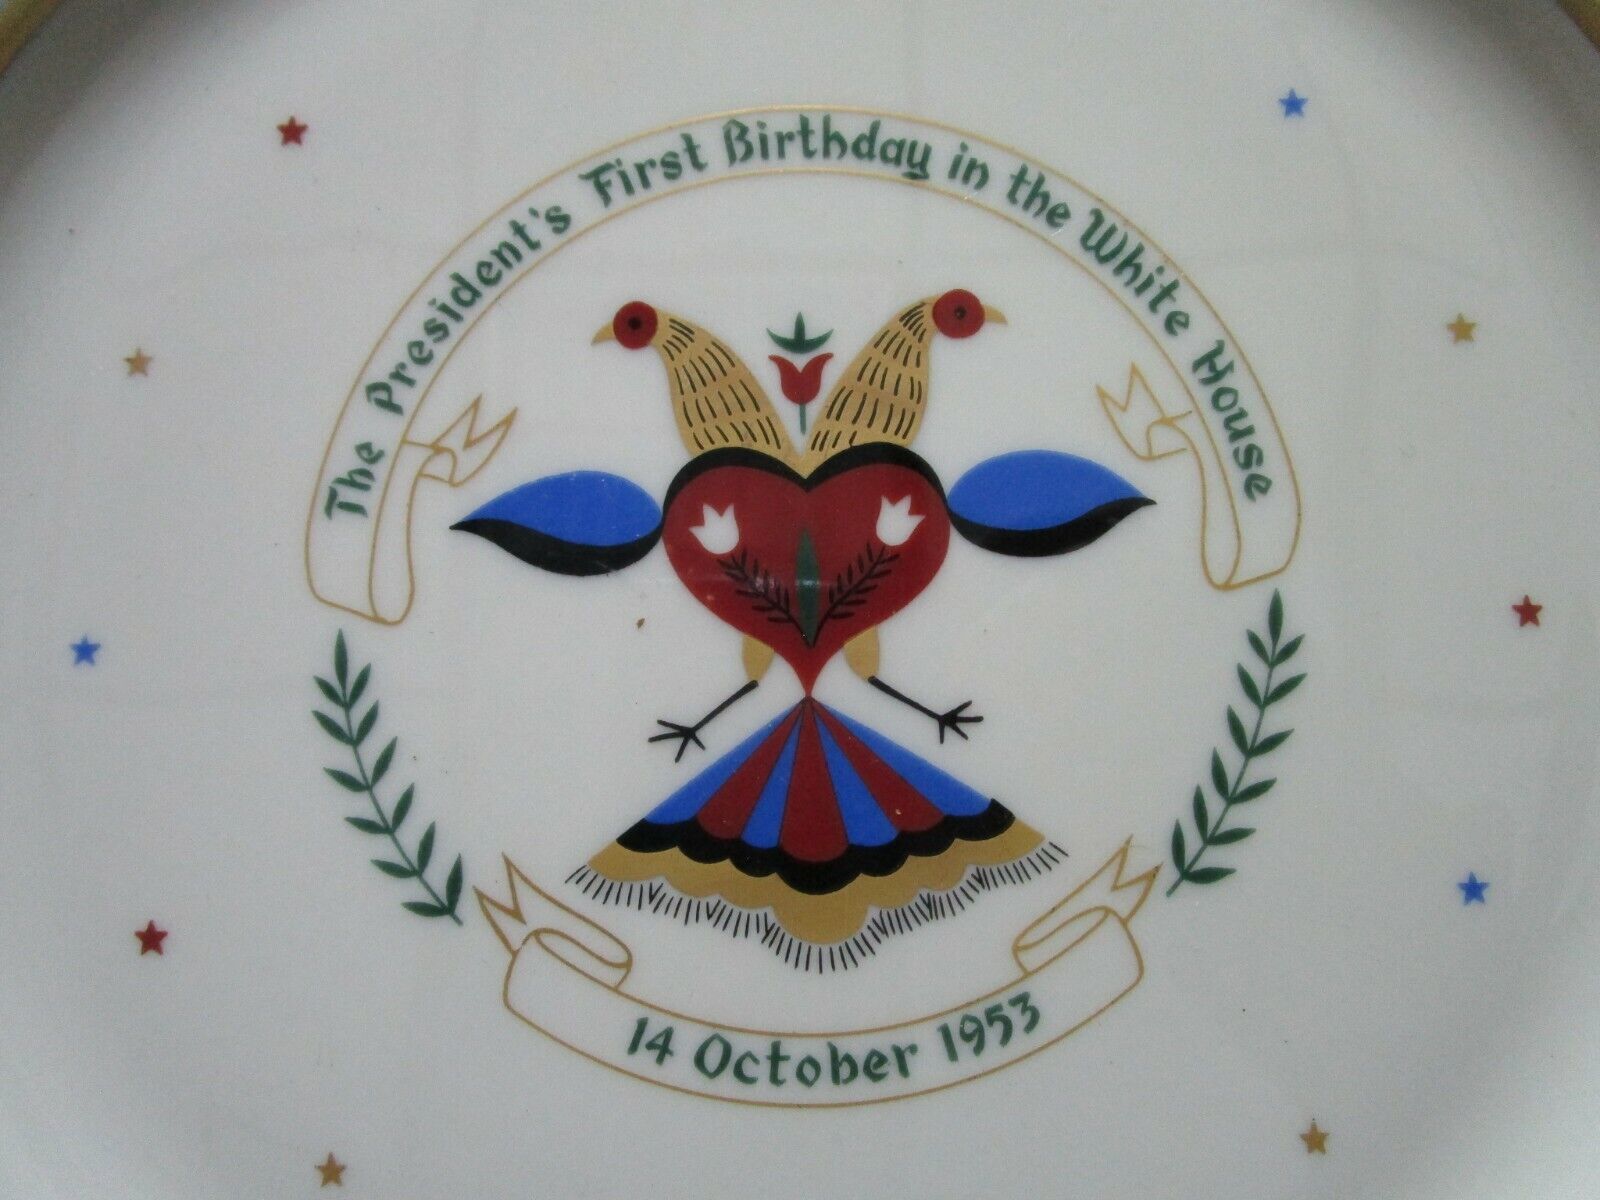 The President's First Birthday in the White House
14 October 1953